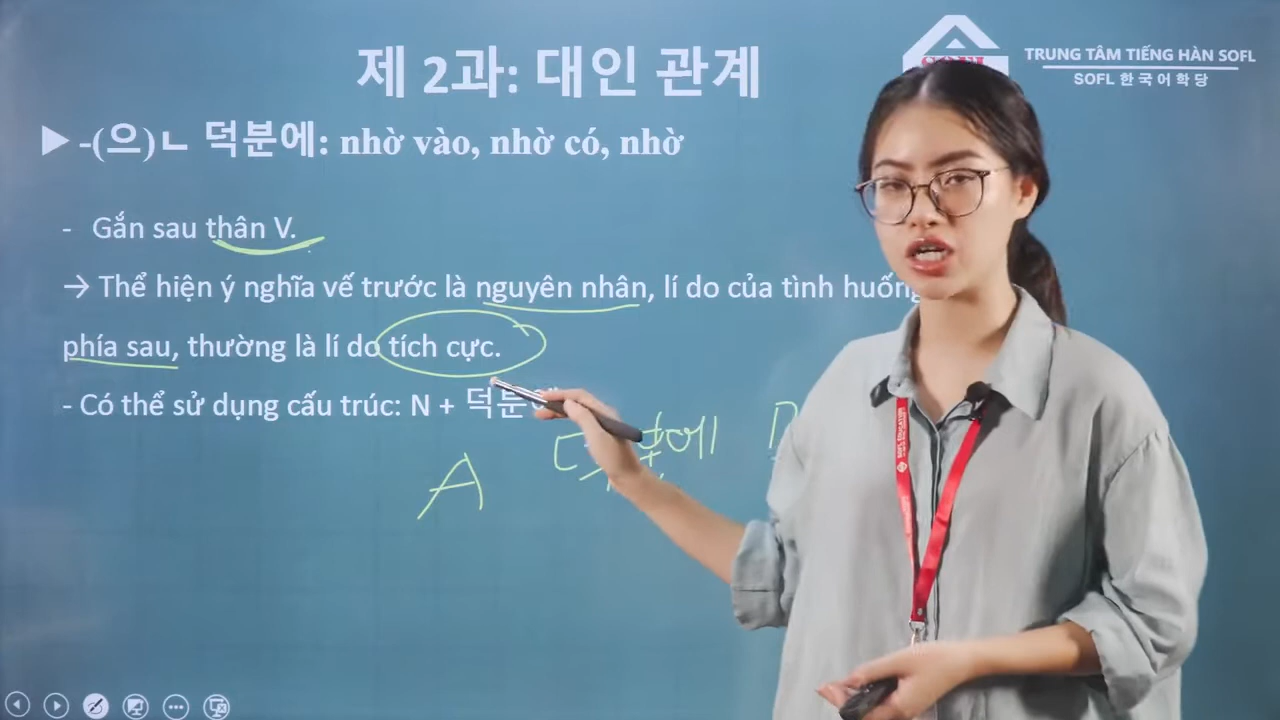 제 2과: 대인 관계
TRUNG TÂM TIẾNG HÀN SOFL
SOFL 한국어학당
▶ -(으)ㄴ 덕분에: nhờ vào, nhờ có, nhờ
- Gắn sau thân V.
→ Thể hiện ý nghĩa vế trước là nguyên nhân, lí do của tình huống
phía sau, thường là lí do tích cực.
- Có thể sử dụng cấu trúc: N + 덕분에
A